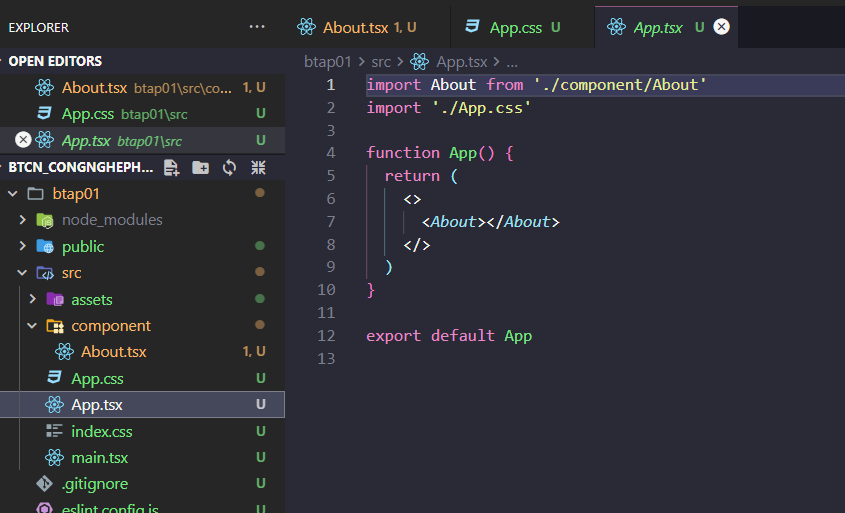 EXPLORER ...
OPEN EDITORS
About.tsx btap01\src\co... 1, U
App.css btap01\src U
App.tsx btap01\src U
BTCN_CONGNGHEPH...
btap01
node_modules
public
src
assets
component
About.tsx 1, U
App.css U
App.tsx U
index.css U
main.tsx U
.gitignore U
eslint.config.js U
About.tsx 1, U
App.css U
App.tsx U
btap01 > src > App.tsx > ...
1 import About from './component/About'
2 import './App.css'
3
4 function App() {
5 return (
6 <>
7 <About></About>
8 </>
9 )
10 }
11
12 export default App
13